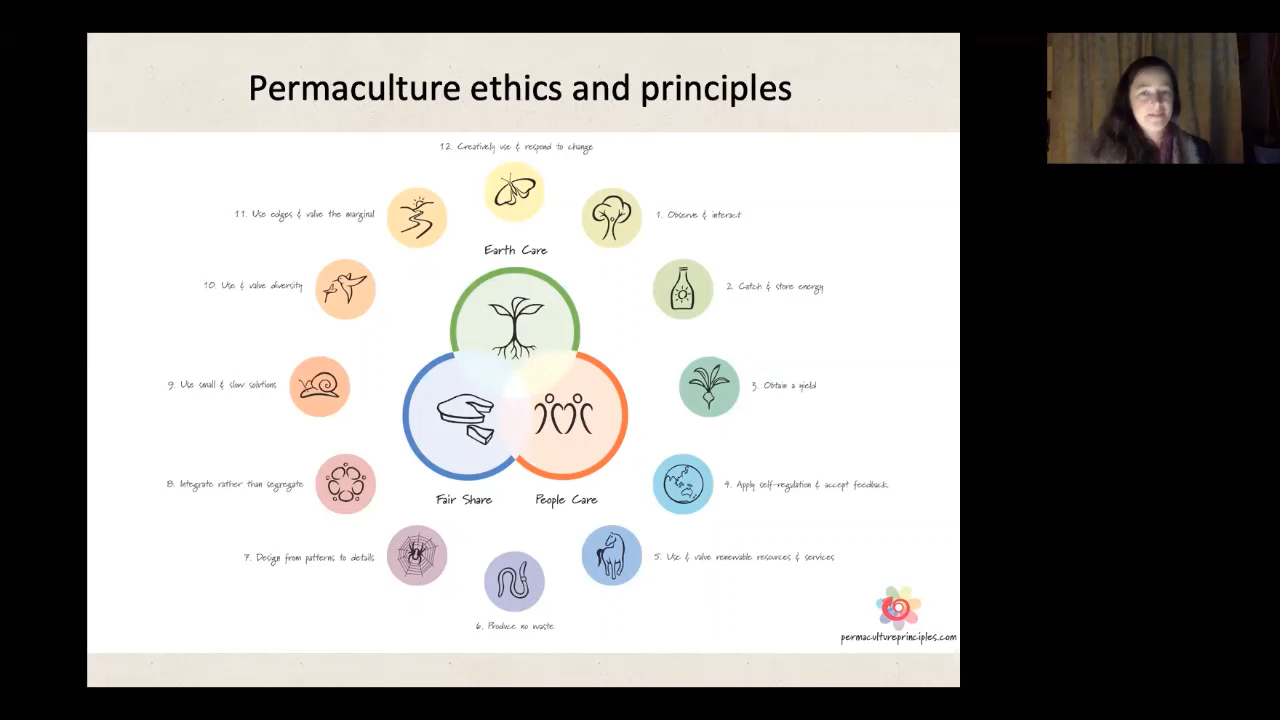 Permaculture ethics and principles
12. Creatively use & respond to change
11. Use edges & value the marginal
1. Observe & interact
Earth Care
10. Use & value diversity
2. Catch & store energy
9. Use small & slow solutions
3. Obtain a yield
8. Integrate rather than segregate
4. Apply self-regulation & accept feedback
Fair Share
People Care
7. Design from patterns to details
5. Use & value renewable resources & services
6. Produce no waste
permacultureprinciples.com